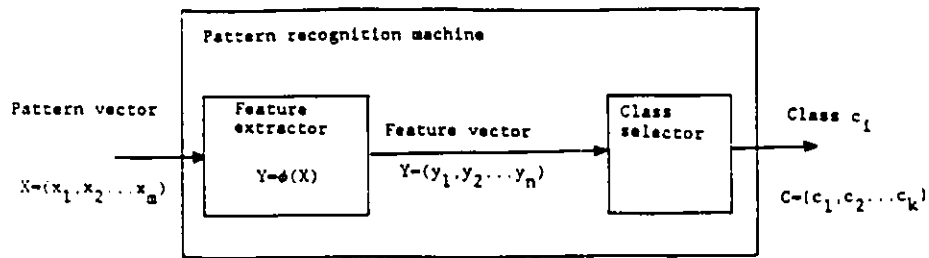 Pattern recognition machine
Pattern vector
X=(x₁,x₂...xₘ)
Feature
extractor
Y=ϕ(X)
Feature vector
Y=(y₁,y₂...yₙ)
Class
selector
Class cᵢ
C=(c₁,c₂...cₖ)